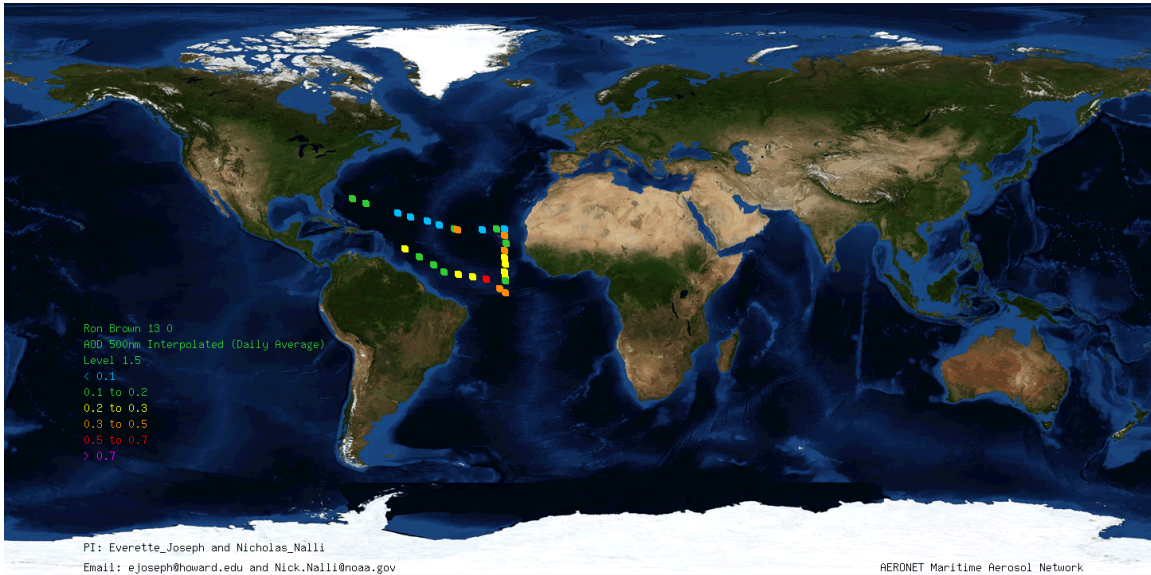 Ron Brown 13 0
AOD 500nm Interpolated (Daily Average)
Level 1.5
< 0.1
0.1 to 0.2
0.2 to 0.3
0.3 to 0.5
0.5 to 0.7
> 0.7
PI: Everette_Joseph and Nicholas_Nalli
Email: ejoseph@howard.edu and Nick.Nalli@noaa.gov
AERONET Maritime Aerosol Network